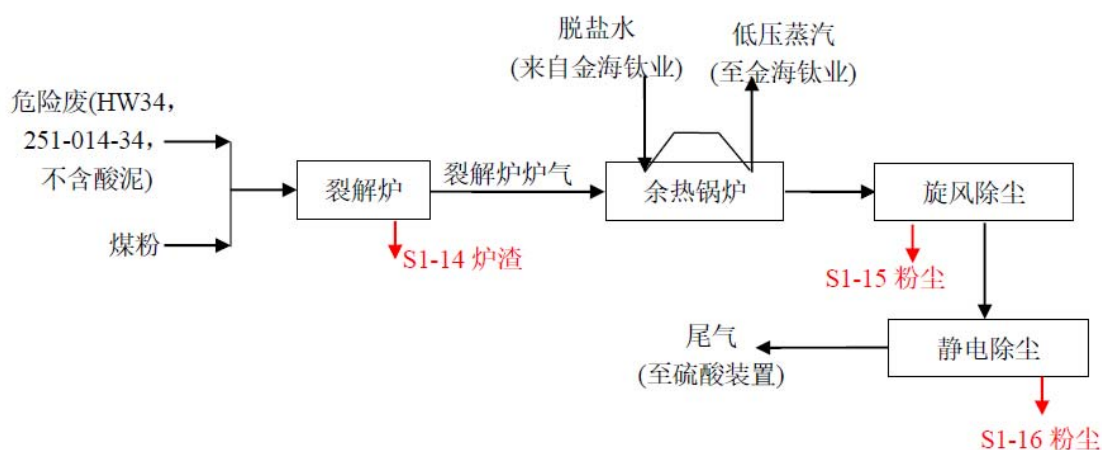 脱盐水
(来自金海钛业)
低压蒸汽
(至金海钛业)
危险废(HW34，
251-014-34，
不含酸泥)
煤粉
裂解炉
裂解炉炉气
余热锅炉
旋风除尘
S1-14 炉渣
S1-15 粉尘
尾气
(至硫酸装置)
静电除尘
S1-16 粉尘